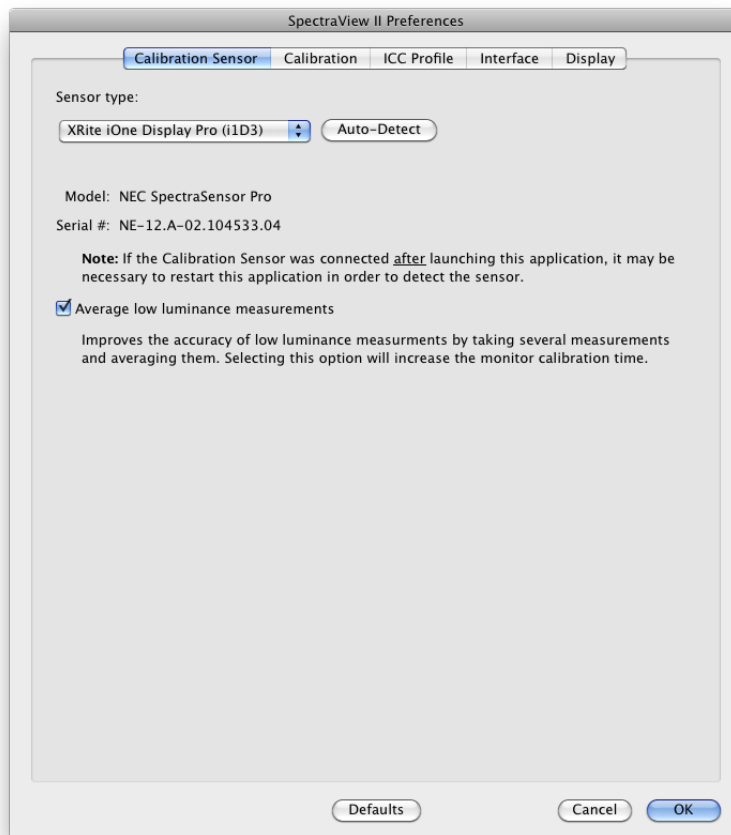 SpectraView II Preferences
Calibration Sensor Calibration ICC Profile Interface Display
Sensor type:
XRite iOne Display Pro (i1D3) Auto-Detect
Model: NEC SpectraSensor Pro
Serial #: NE-12.A-02.104533.04
Note: If the Calibration Sensor was connected after launching this application, it may be
necessary to restart this application in order to detect the sensor.
Average low luminance measurements
Improves the accuracy of low luminance measurments by taking several measurements
and averaging them. Selecting this option will increase the monitor calibration time.
Defaults Cancel OK